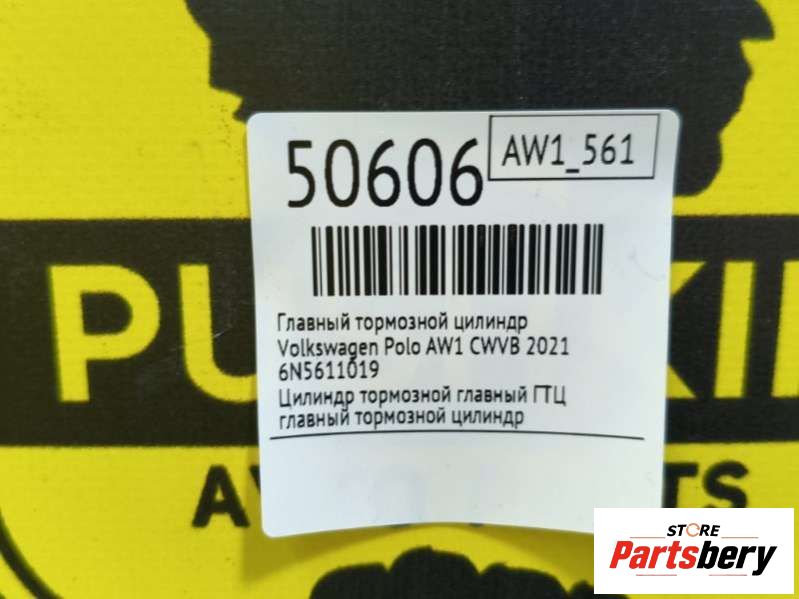 50606
AW1_561
Главный тормозной цилиндр
Volkswagen Polo AW1 CWVB 2021
6N5611019
Цилиндр тормозной главный ГТЦ
главный тормозной цилиндр
STORE
Partsbery